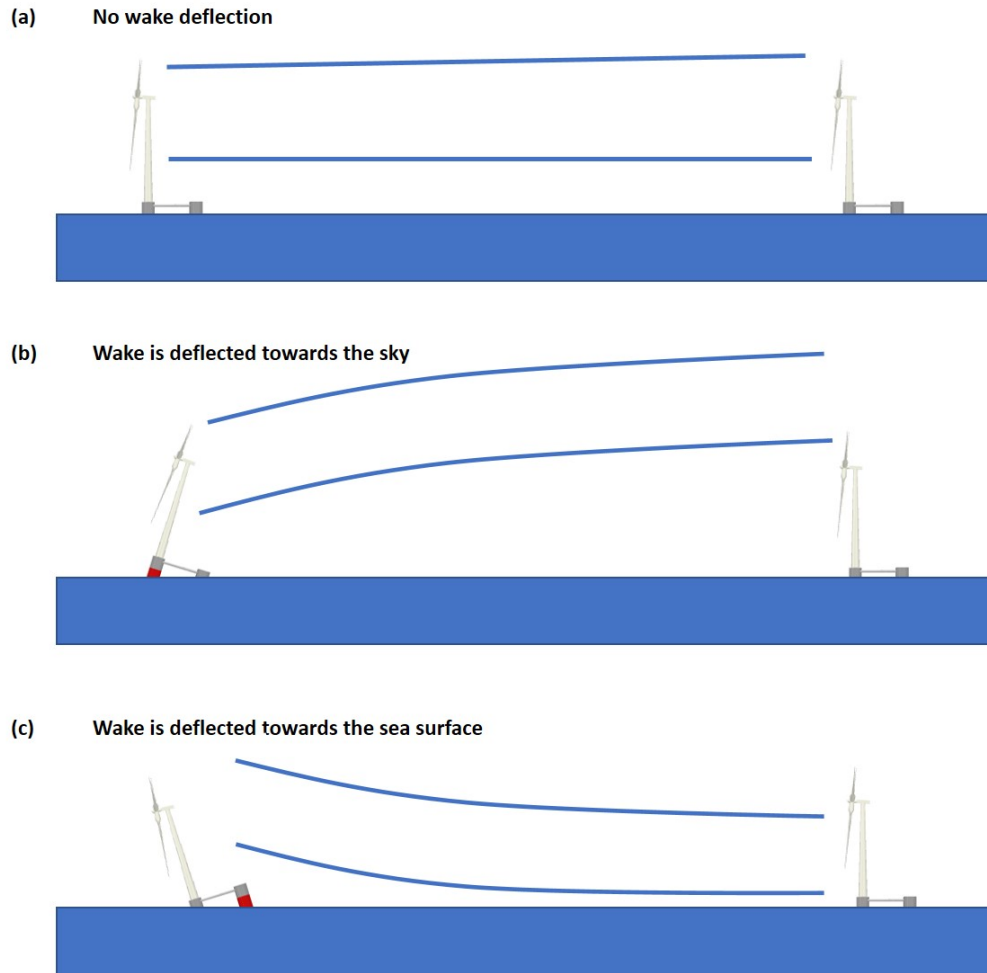 (a) No wake deflection
(b) Wake is deflected towards the sky
(c) Wake is deflected towards the sea surface